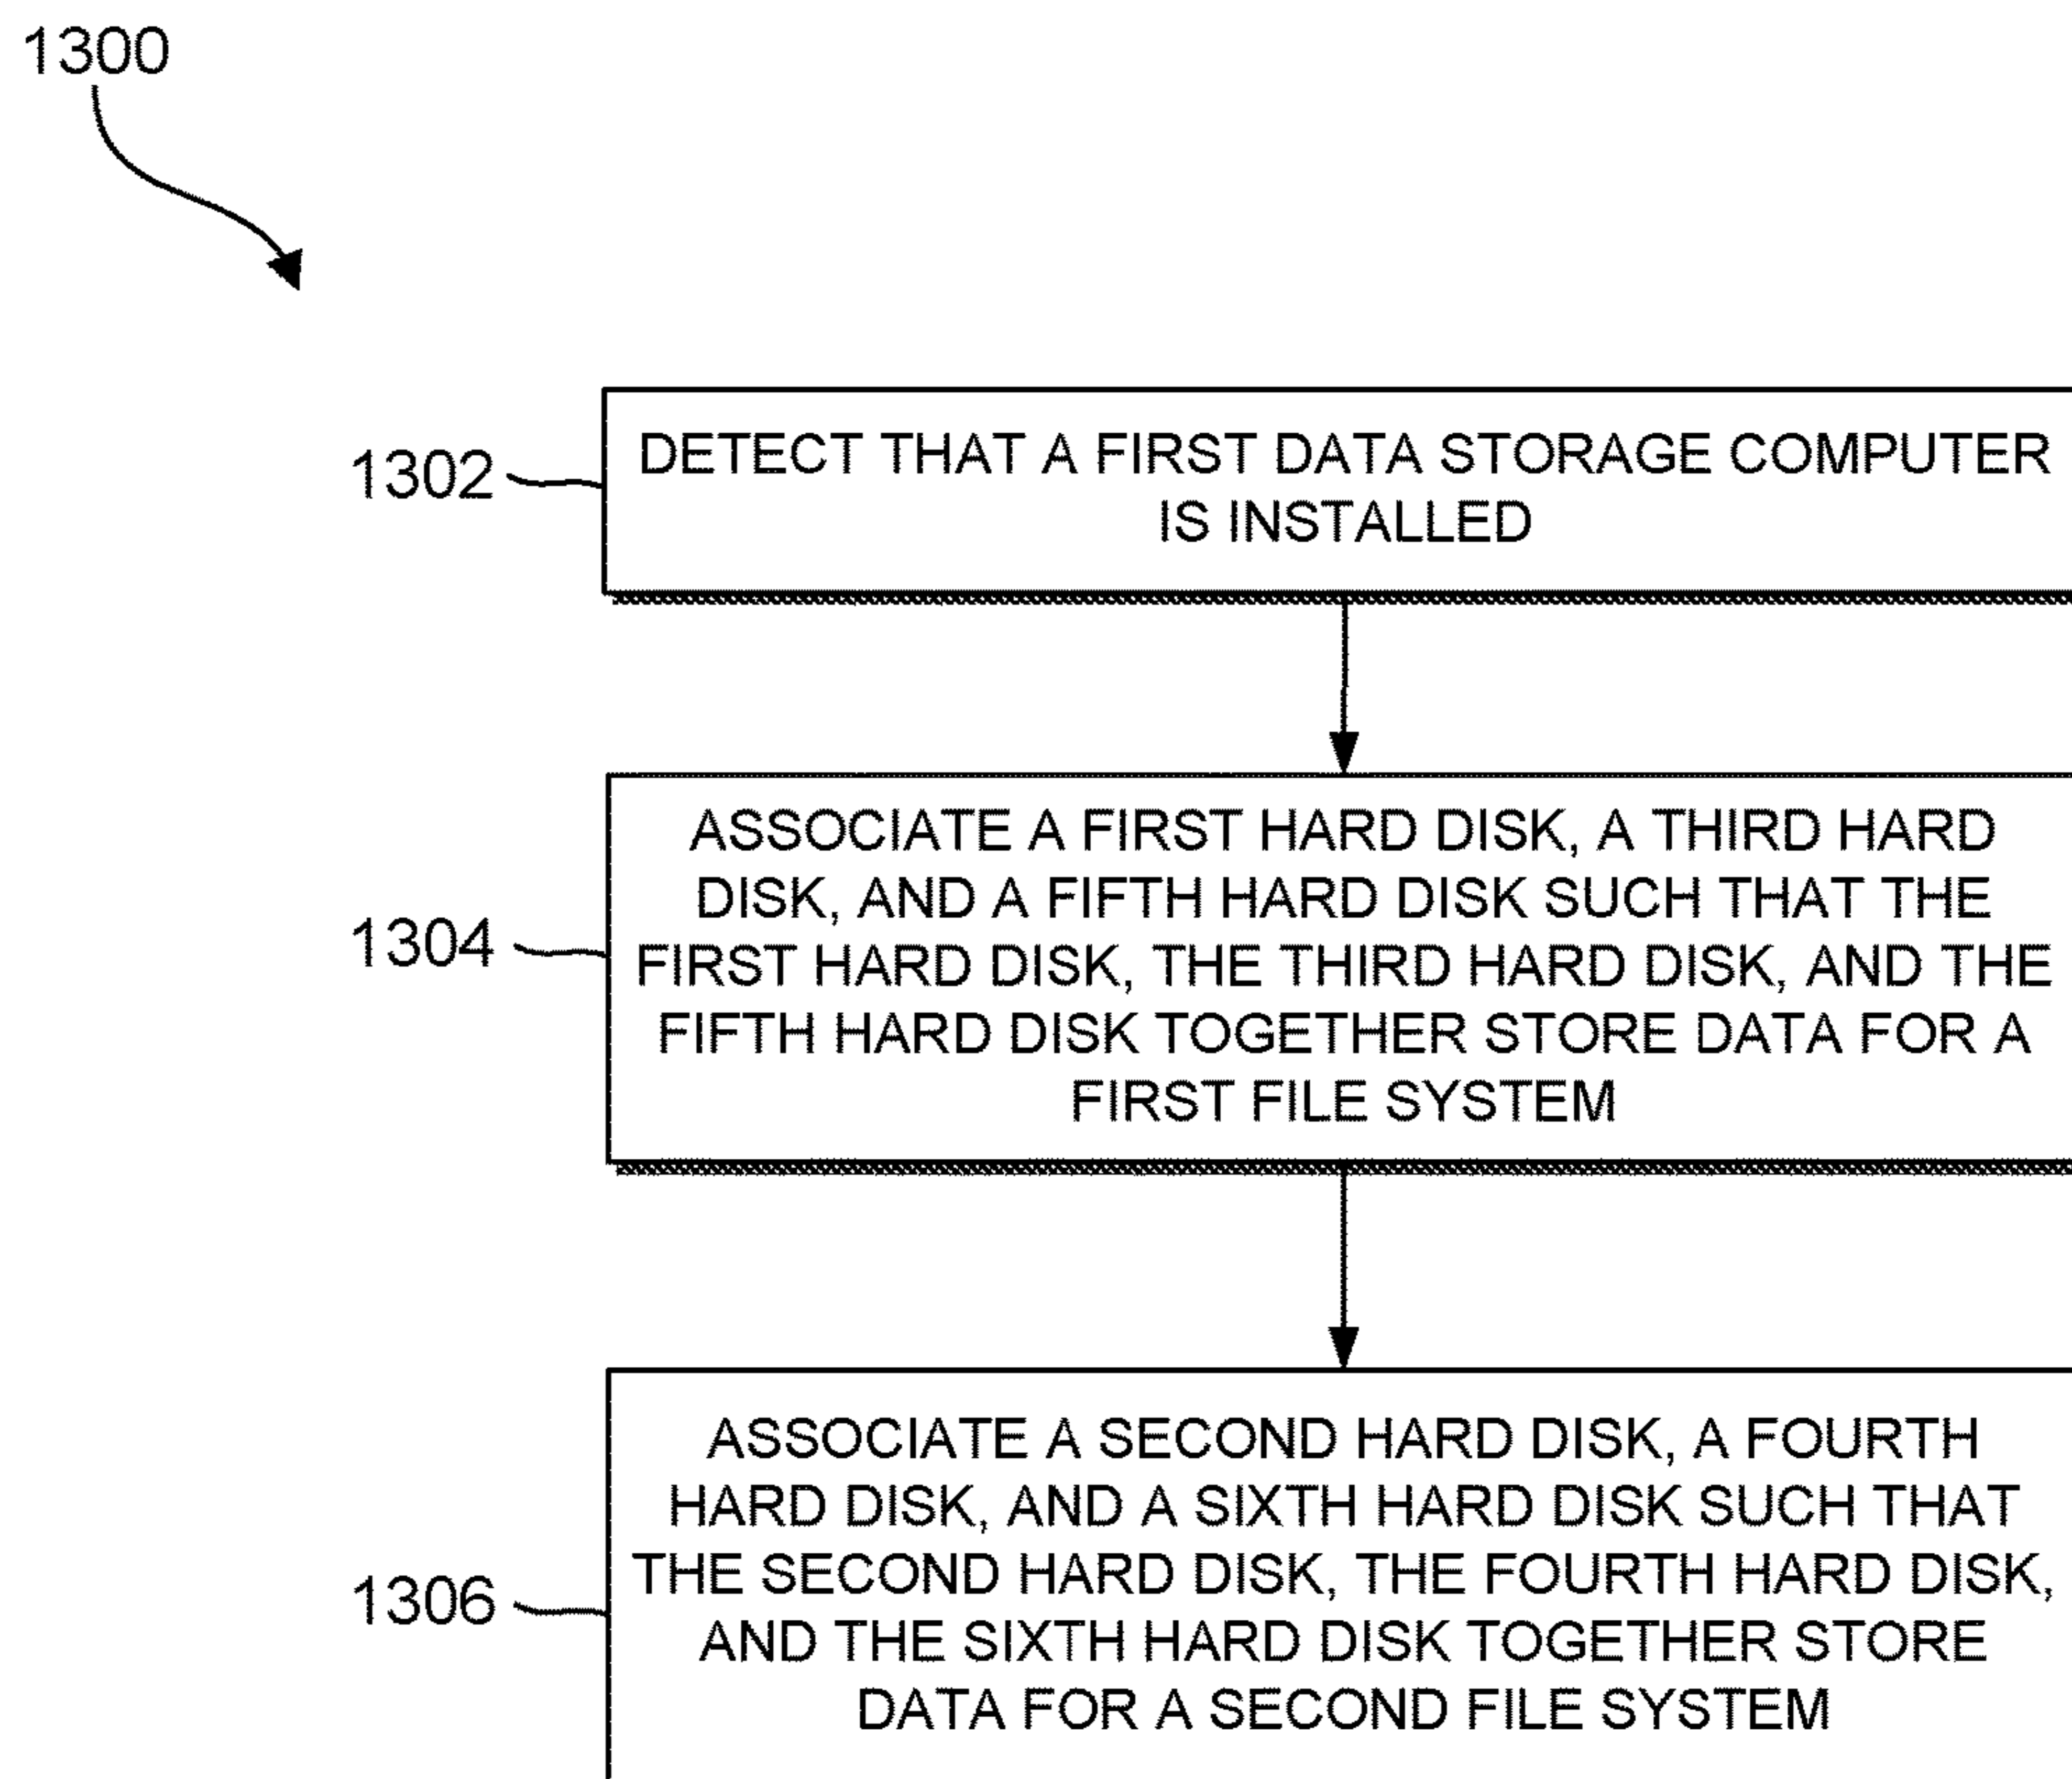 1300
1302
DETECT THAT A FIRST DATA STORAGE COMPUTER
IS INSTALLED
1304
ASSOCIATE A FIRST HARD DISK, A THIRD HARD
DISK, AND A FIFTH HARD DISK SUCH THAT THE
FIRST HARD DISK, THE THIRD HARD DISK, AND THE
FIFTH HARD DISK TOGETHER STORE DATA FOR A
FIRST FILE SYSTEM
1306
ASSOCIATE A SECOND HARD DISK, A FOURTH
HARD DISK, AND A SIXTH HARD DISK SUCH THAT
THE SECOND HARD DISK, THE FOURTH HARD DISK,
AND THE SIXTH HARD DISK TOGETHER STORE
DATA FOR A SECOND FILE SYSTEM